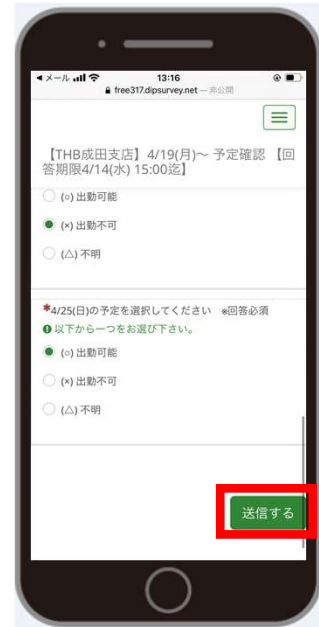 メール 13:16
free317.dipsurvey.net — 非公開
【THB成田支店】4/19(月)～ 予定確認 【回
答期限4/14(水) 15:00迄】
(○) 出勤可能
(×) 出勤不可
(△) 不明
*4/25(日)の予定を選択してください ※回答必須
以下から一つをお選び下さい。
(○) 出勤可能
(×) 出勤不可
(△) 不明
送信する